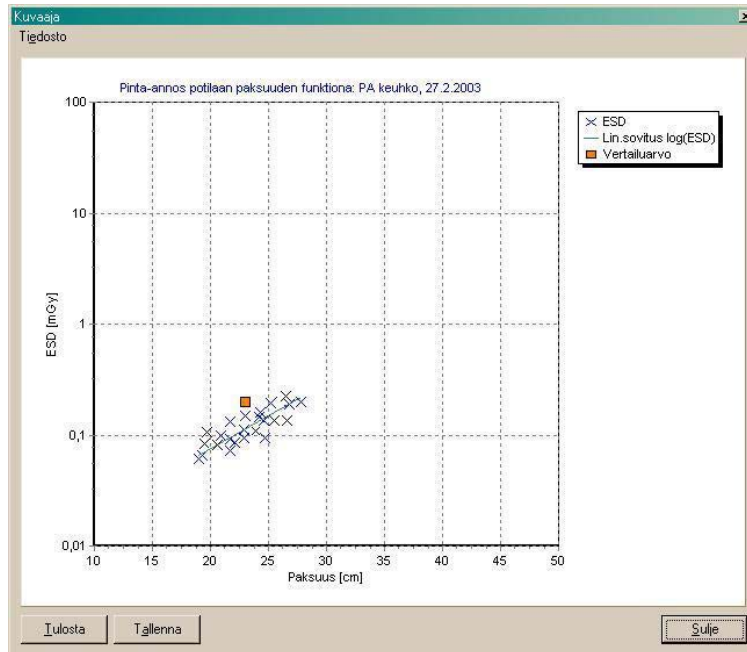 Kuvaaja
Tiedosto
Pinta-annos potilaan paksuuden funktiona: PA keuhko, 27.2.2003
100
10
1
0,1
0,01
ESD [mGy]
10 15 20 25 30 35 40 45 50
Paksuus [cm]
ESD
Lin.sovitus log(ESD)
Vertailuarvo
Tulosta Tallenna Sulje